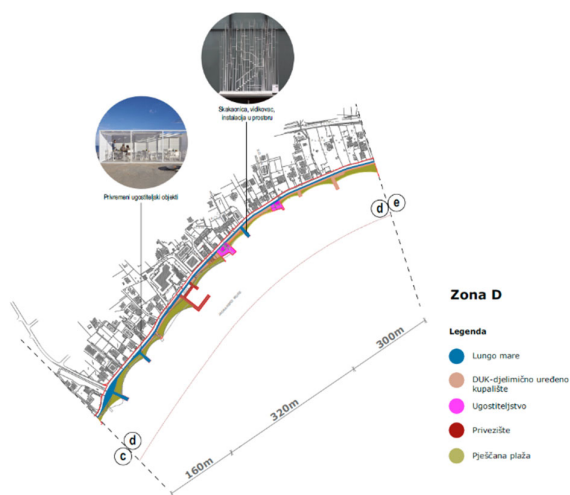 Skakaonica, vidikovac,
instalacija u prostoru
Privremeni ugostiteljski objekti
d
e
Zona D
Legenda
Lungo mare
DUK-djelimično uređeno
kupalište
Ugostiteljstvo
Privezište
Pješčana plaža
300m
320m
160m
d
c